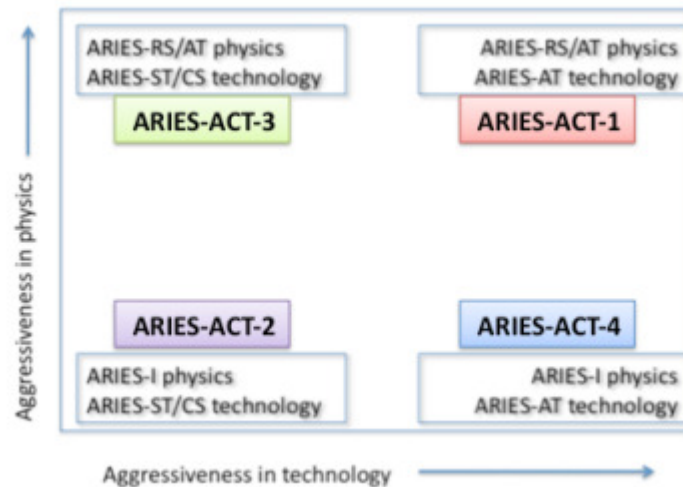 ARIES-RS/AT physics
ARIES-ST/CS technology
ARIES-ACT-3
ARIES-RS/AT physics
ARIES-AT technology
ARIES-ACT-1
Aggressiveness in physics
ARIES-ACT-2
ARIES-I physics
ARIES-ST/CS technology
ARIES-ACT-4
ARIES-I physics
ARIES-AT technology
Aggressiveness in technology